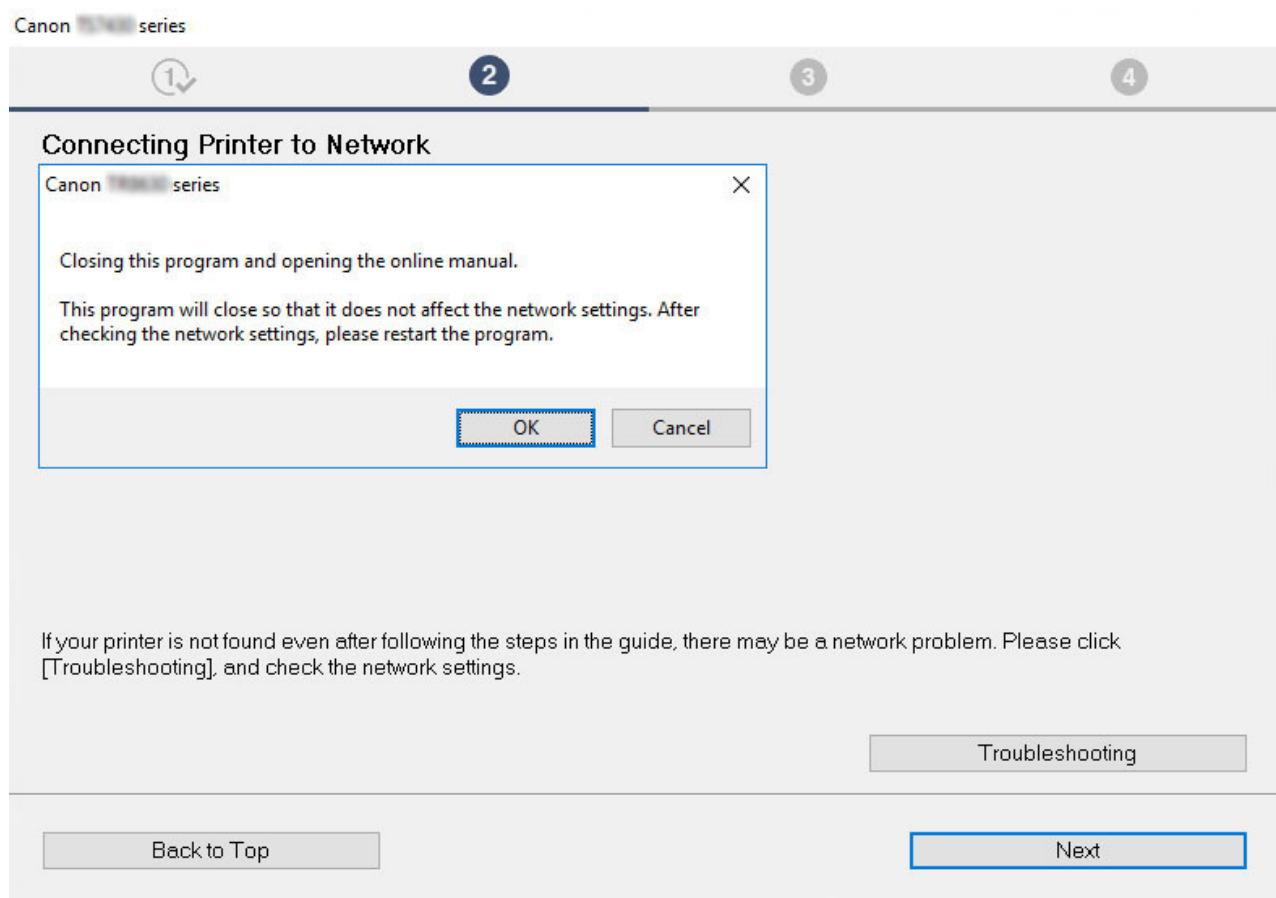 Canon series
1
2
3
4
Connecting Printer to Network
Canon series
Closing this program and opening the online manual.
This program will close so that it does not affect the network settings. After
checking the network settings, please restart the program.
OK
Cancel
If your printer is not found even after following the steps in the guide, there may be a network problem. Please click
[Troubleshooting], and check the network settings.
Troubleshooting
Back to Top
Next